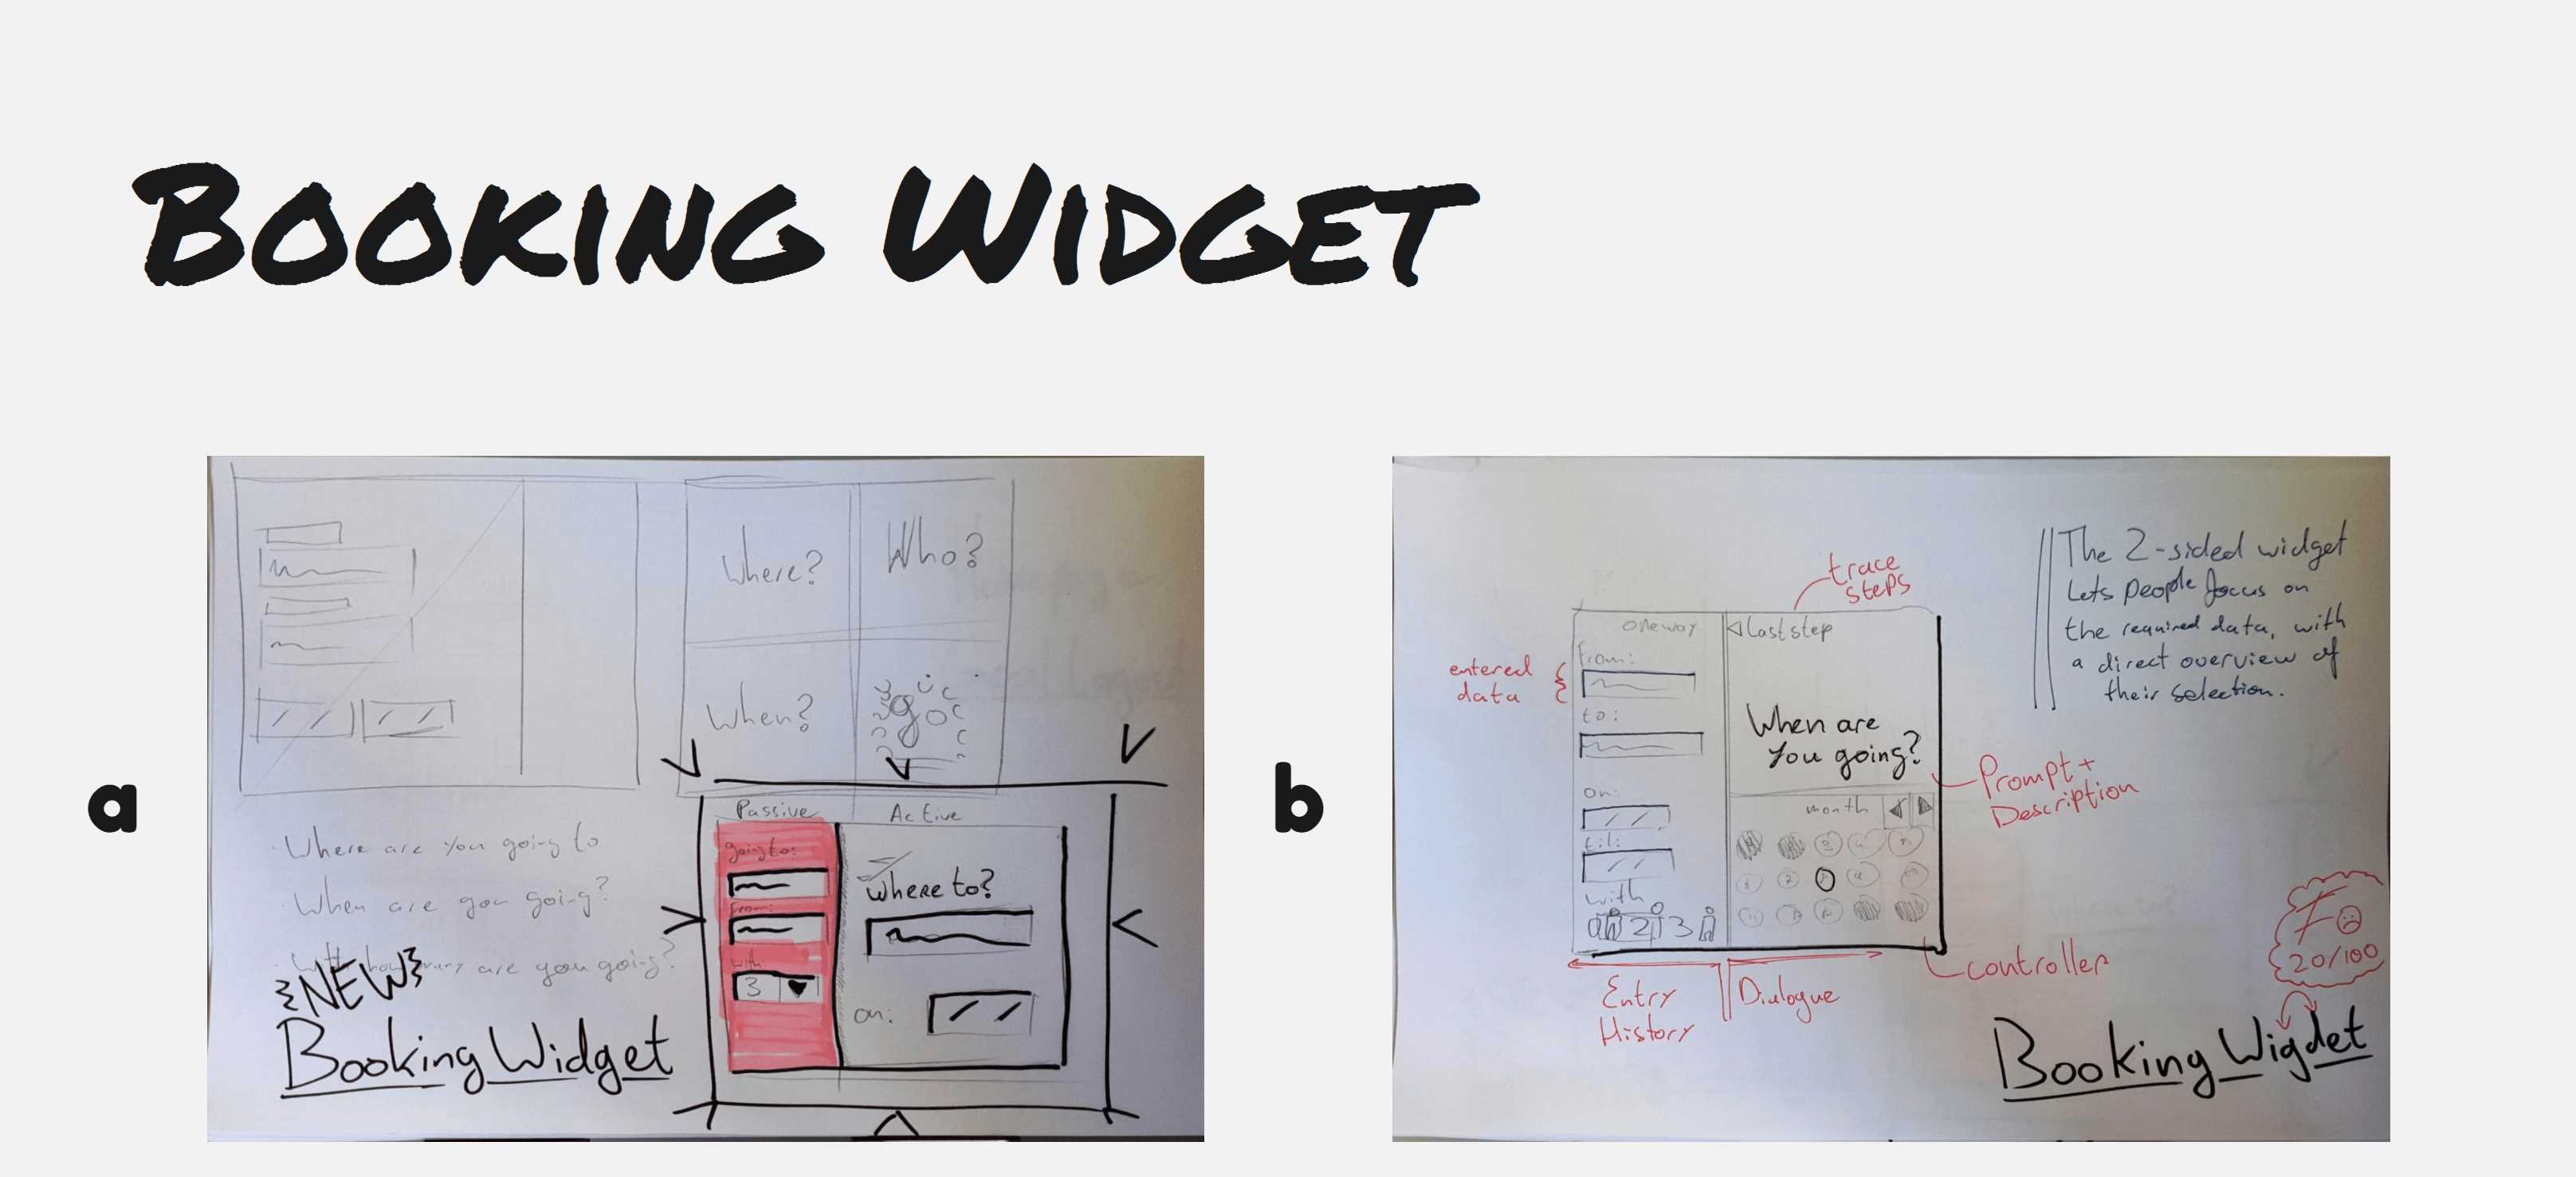 BOOKING WIDGET
a
Where?
Who?
When?
go
Where are you going to
When are you going?
With how many are you going?
{NEW}
Booking Widget
Passive
Active
going to:
from:
with:
3
Where to?
on:
b
trace
steps
oneway
Last step
from:
to:
on:
til:
with
2
3
entered
data
When are
You going?
month
Prompt +
Description
controller
Entry
History
Dialogue
The 2-sided widget
Lets people focus on
the required data, with
a direct overview of
their selection.
F
20/100
Booking Wigdet